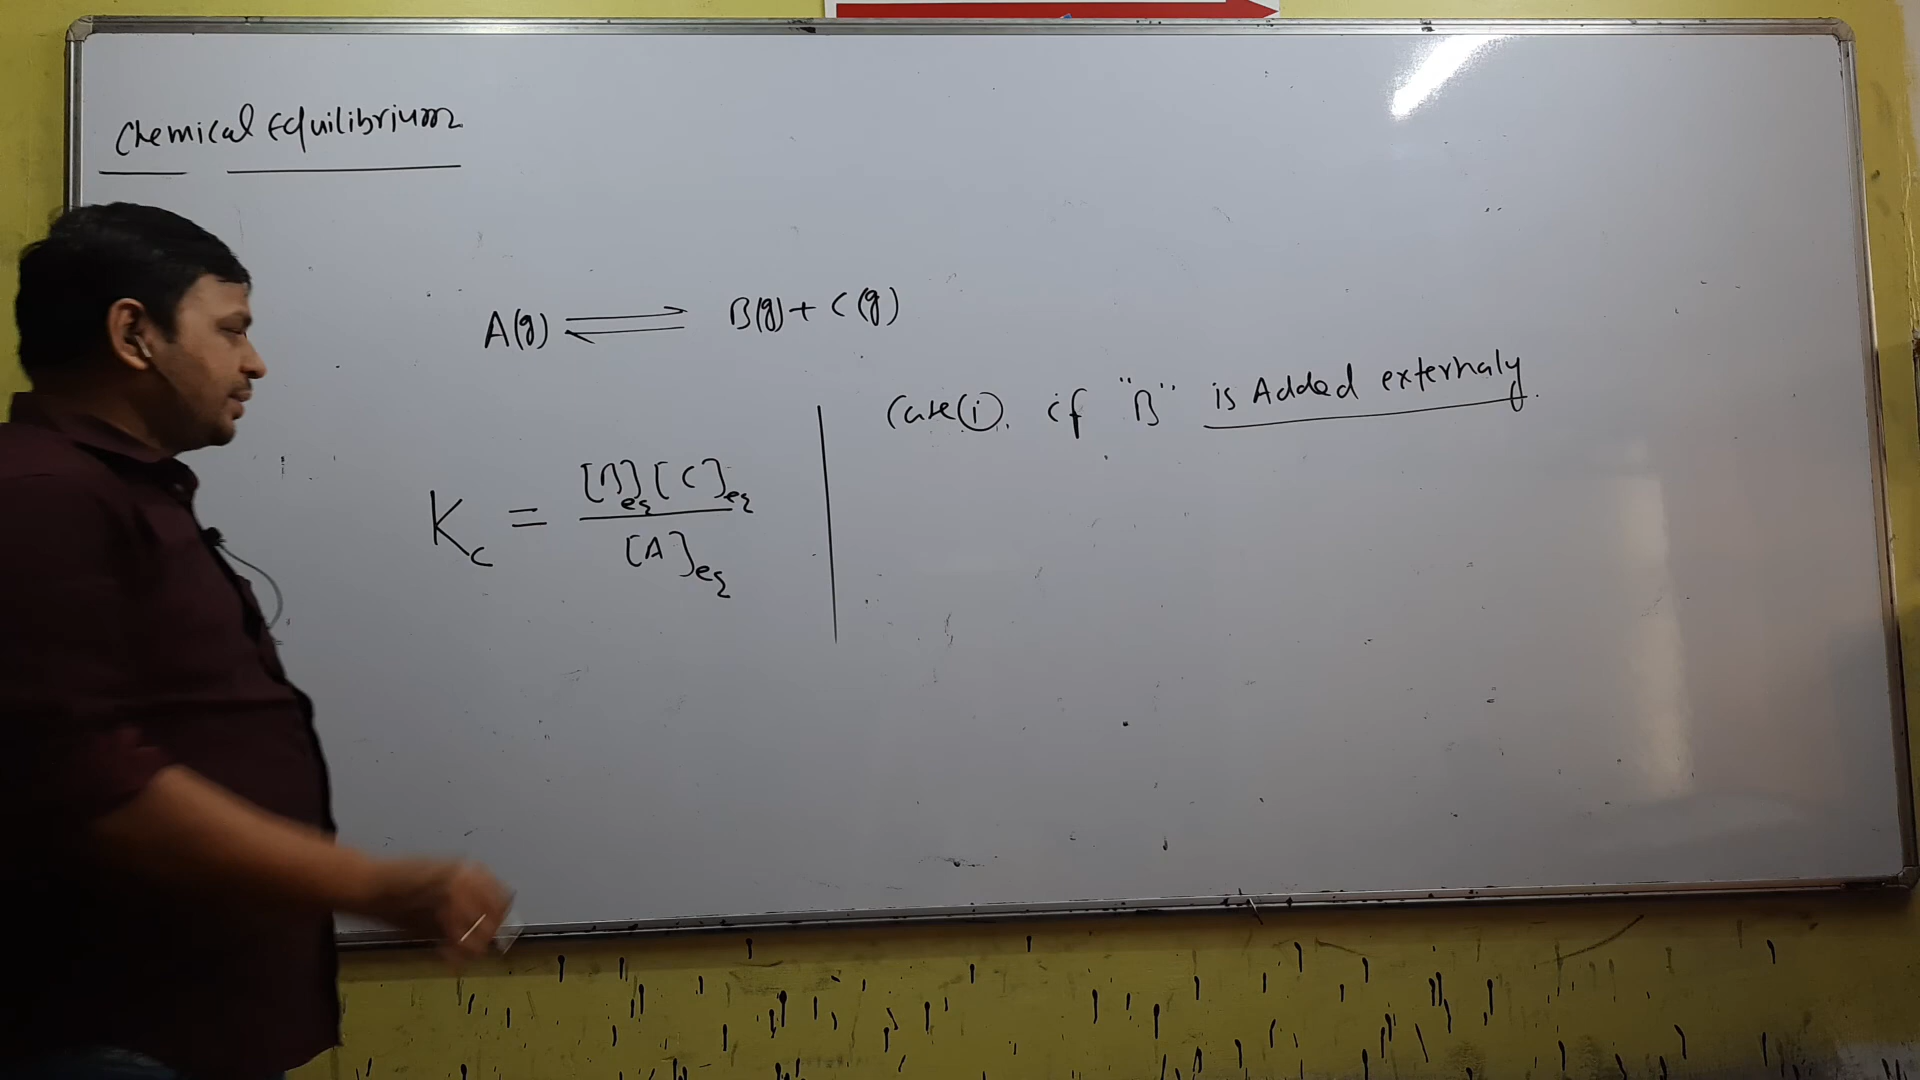 Chemical Equilibrium
A(g) ⇌ B(g) + C(g)
Case (i). if "B" is Added externaly.
Kc = [B]eq [C]eq / [A]eq